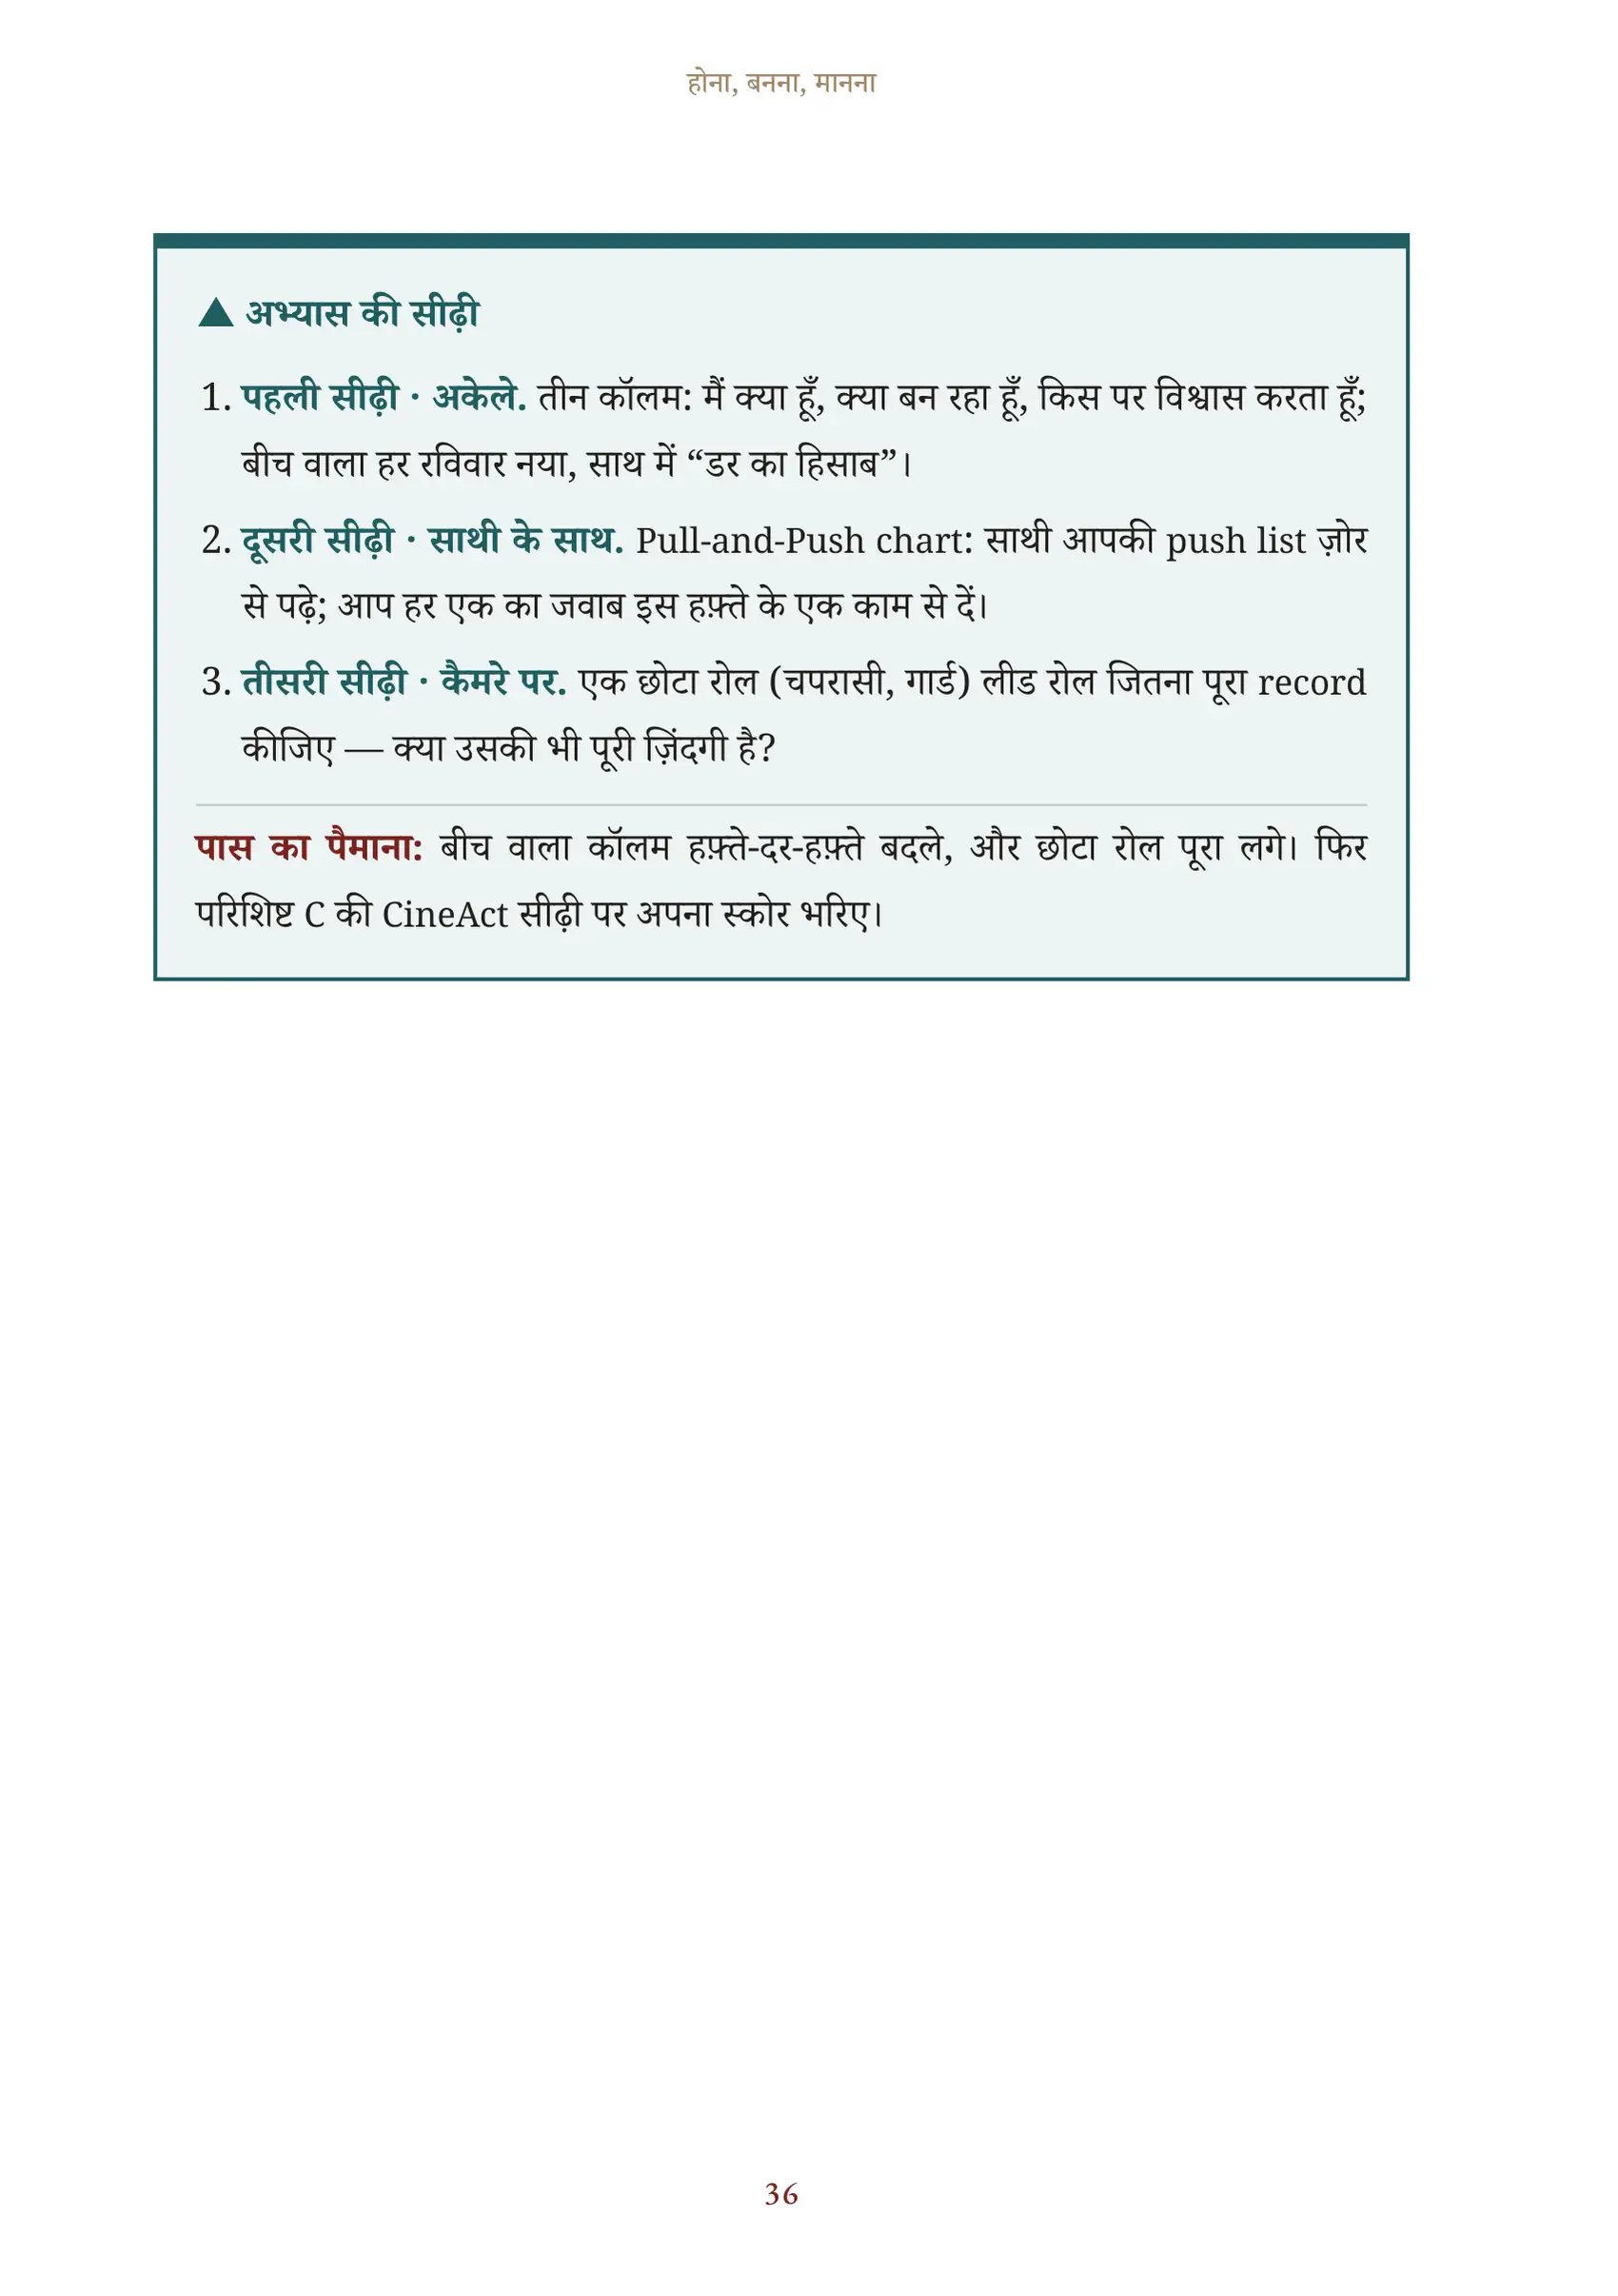 होना, बनना, मानना
▲ अभ्यास की सीढ़ी
1. पहली सीढ़ी · अकेले. तीन कॉलम: मैं क्या हूँ, क्या बन रहा हूँ, किस पर विश्वास करता हूँ;
बीच वाला हर रविवार नया, साथ में “डर का हिसाब”।
2. दूसरी सीढ़ी · साथी के साथ. Pull-and-Push chart: साथी आपकी push list ज़ोर
से पढ़े; आप हर एक का जवाब इस हफ़्ते के एक काम से दें।
3. तीसरी सीढ़ी · कैमरे पर. एक छोटा रोल (चपरासी, गार्ड) लीड रोल जितना पूरा record
कीजिए — क्या उसकी भी पूरी ज़िंदगी है?
पास का पैमाना: बीच वाला कॉलम हफ़्ते-दर-हफ़्ते बदले, और छोटा रोल पूरा लगे। फिर
परिशिष्ट C की CineAct सीढ़ी पर अपना स्कोर भरिए।
36